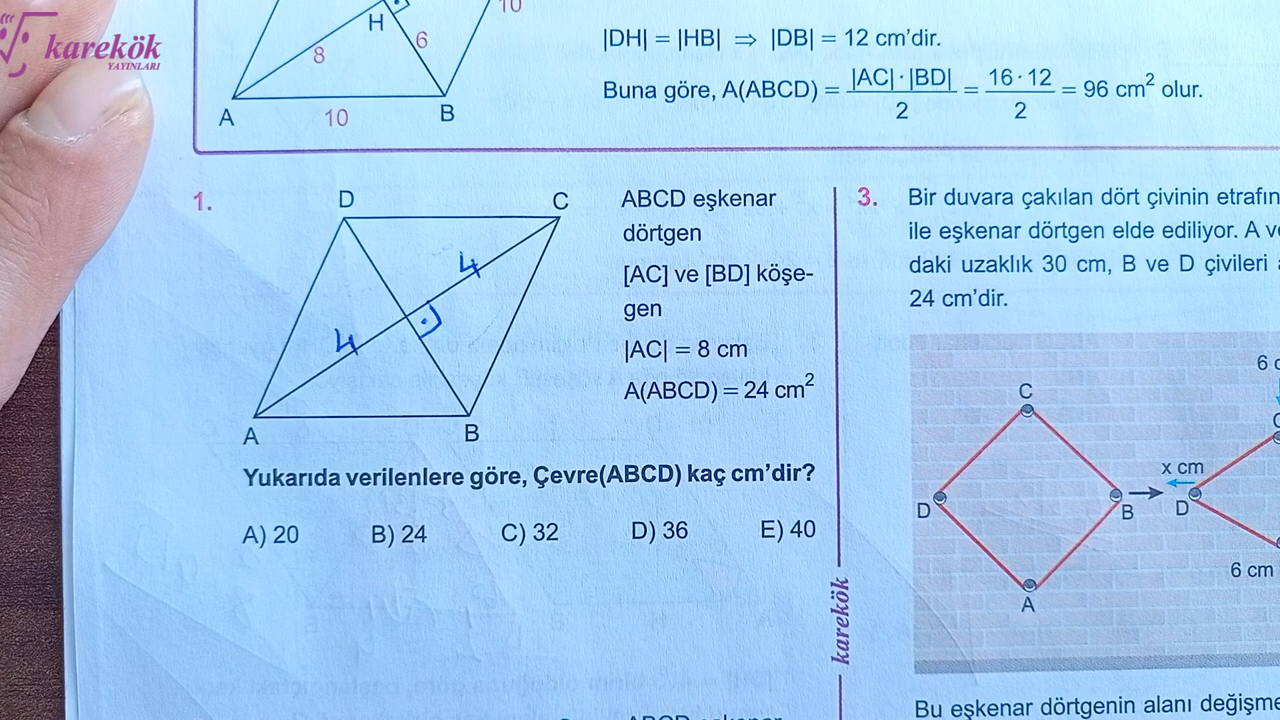 karekök
YAYINLARI
H
10
8
6
A
10
B
|DH| = |HB| ⇒ |DB| = 12 cm'dir.
Buna göre, A(ABCD) = |AC|·|BD| / 2 = 16·12 / 2 = 96 cm² olur.
1.
D
C
4
4
A
B
ABCD eşkenar
dörtgen
[AC] ve [BD] köşe-
gen
|AC| = 8 cm
A(ABCD) = 24 cm²
Yukarıda verilenlere göre, Çevre(ABCD) kaç cm'dir?
A) 20 B) 24 C) 32 D) 36 E) 40
karekök
3.
Bir duvara çakılan dört çivinin etrafın
ile eşkenar dörtgen elde ediliyor. A
daki uzaklık 30 cm, B ve D çivileri
24 cm'dir.
C
D
B
A
x cm
D
6
6 cm
Bu eşkenar dörtgenin alanı değişme